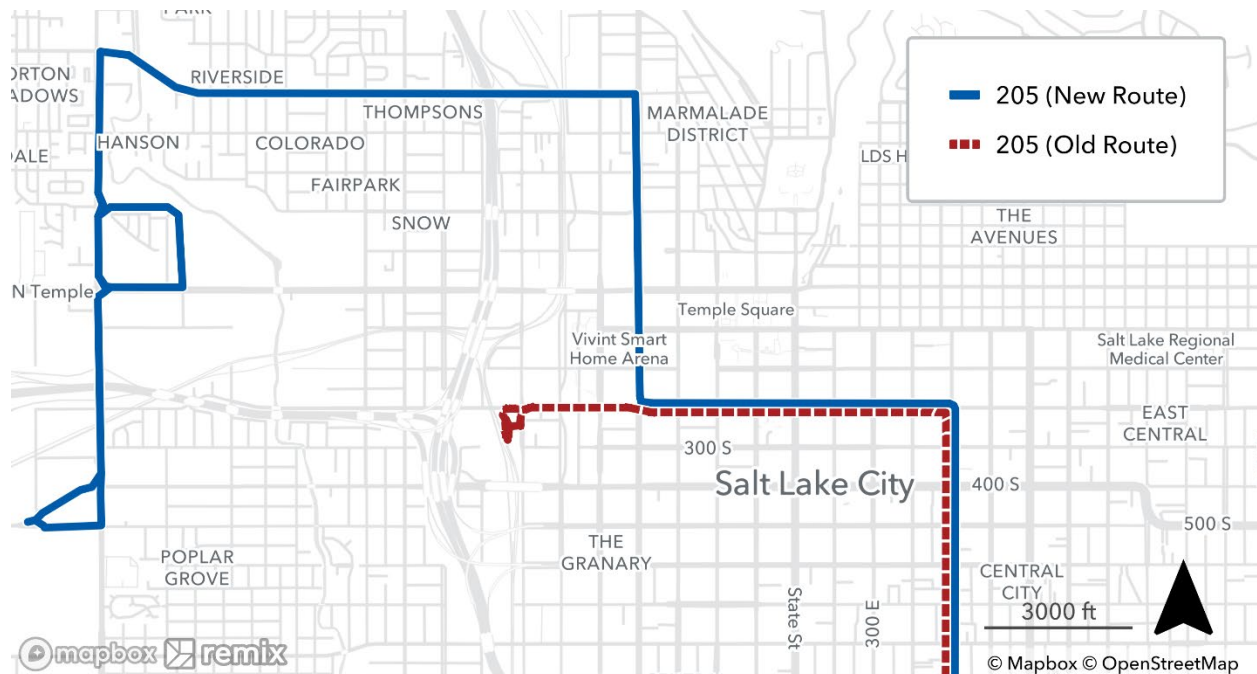 205 (New Route)
205 (Old Route)
PARK
RIVERSIDE
THOMPSONS
MARMALADE
DISTRICT
HANSON
COLORADO
LDS H
FAIRPARK
SNOW
THE
AVENUES
N Temple
Temple Square
Vivint Smart
Home Arena
Salt Lake Regional
Medical Center
EAST
CENTRAL
300 S
Salt Lake City
400 S
500 S
THE
GRANARY
POPLAR
GROVE
CENTRAL
CITY
State St
300 E
3000 ft
mapbox remix
© Mapbox © OpenStreetMap